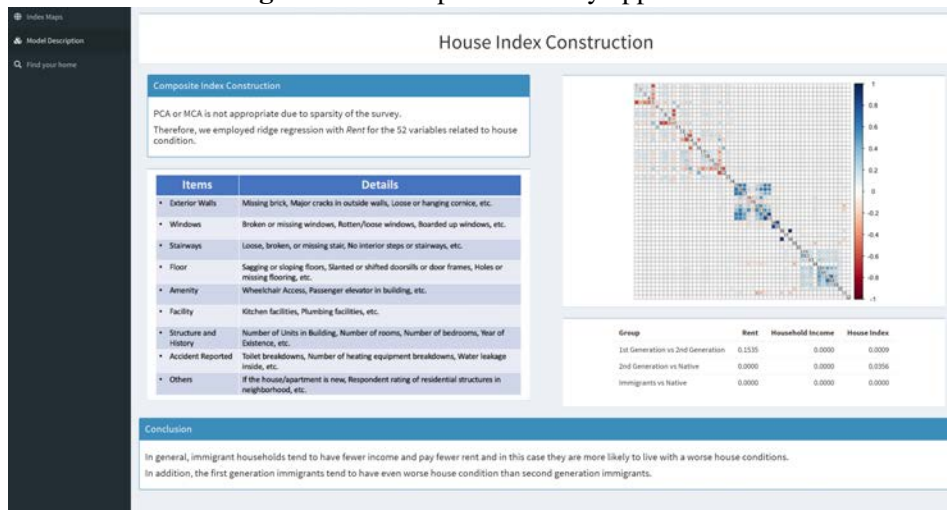 Index Maps
Model Description
Find your home
House Index Construction
Composite Index Construction
PCA or MCA is not appropriate due to sparsity of the survey.
Therefore, we employed ridge regression with Rent for the 52 variables related to house
condition.
Items Details
• Exterior Walls Missing brick, Major cracks in outside walls, Loose or hanging cornice, etc.
• Windows Broken or missing windows, Rotten/loose windows, Boarded up windows, etc.
• Stairways Loose, broken, or missing stair, No interior steps or stairways, etc.
• Floor Sagging or sloping floors, Slanted or shifted doorsills or door frames, Holes or
missing flooring, etc.
• Amenity Wheelchair Access, Passenger elevator in building, etc.
• Facility Kitchen facilities, Plumbing facilities, etc.
• Structure and Number of Units in Building, Number of rooms, Number of bedrooms, Year of
History Existence, etc.
• Accident Reported Toilet breakdowns, Number of heating equipment breakdowns, Water leakage
inside, etc.
• Others If the house/apartment is new, Respondent rating of residential structures in
neighborhood, etc.
1
0.8
0.6
0.4
0.2
0
-0.2
-0.4
-0.6
-0.8
-1
Group Rent Household Income House Index
1st Generation vs 2nd Generation 0.1535 0.0000 0.0009
2nd Generation vs Native 0.0000 0.0000 0.0356
Immigrants vs Native 0.0000 0.0000 0.0000
Conclusion
In general, immigrant households tend to have fewer income and pay fewer rent and in this case they are more likely to live with a worse house conditions.
In addition, the first generation immigrants tend to have even worse house condition than second generation immigrants.